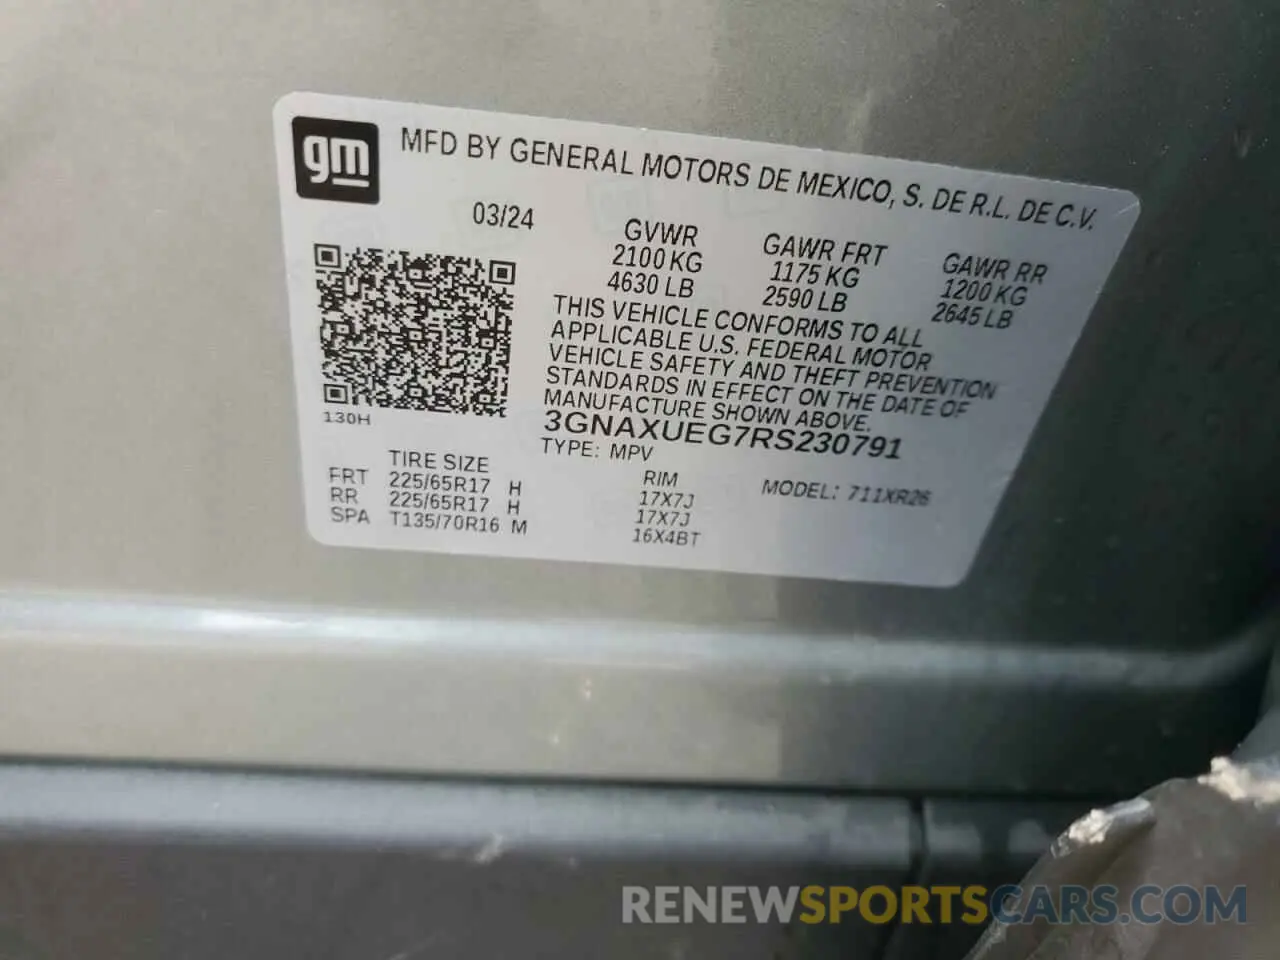 gm
MFD BY GENERAL MOTORS DE MEXICO, S. DE R.L. DE C.V.
03/24
GVWR
2100 KG
4630 LB
GAWR FRT
1175 KG
2590 LB
GAWR RR
1200 KG
2645 LB
THIS VEHICLE CONFORMS TO ALL
APPLICABLE U.S. FEDERAL MOTOR
VEHICLE SAFETY AND THEFT PREVENTION
STANDARDS IN EFFECT ON THE DATE OF
MANUFACTURE SHOWN ABOVE.
3GNAXUEG7RS230791
TYPE: MPV
MODEL: 711XR26
130H
TIRE SIZE
RIM
FRT 225/65R17 H 17X7J
RR 225/65R17 H 17X7J
SPA T135/70R16 M 16X4BT
RENEWSPORTSCARS.COM